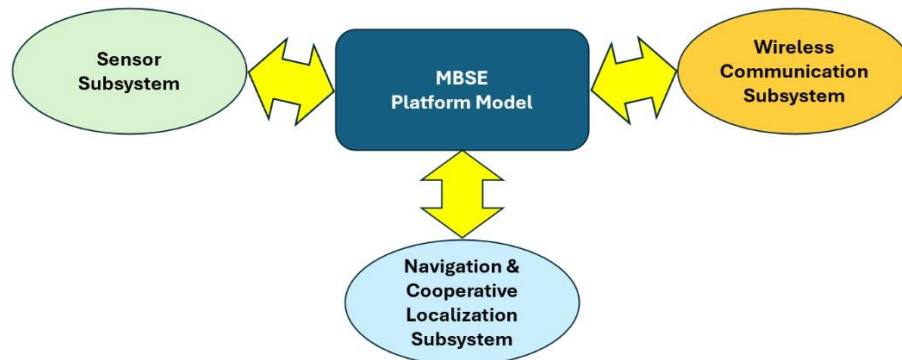 Sensor
Subsystem
MBSE
Platform Model
Wireless
Communication
Subsystem
Navigation &
Cooperative
Localization
Subsystem